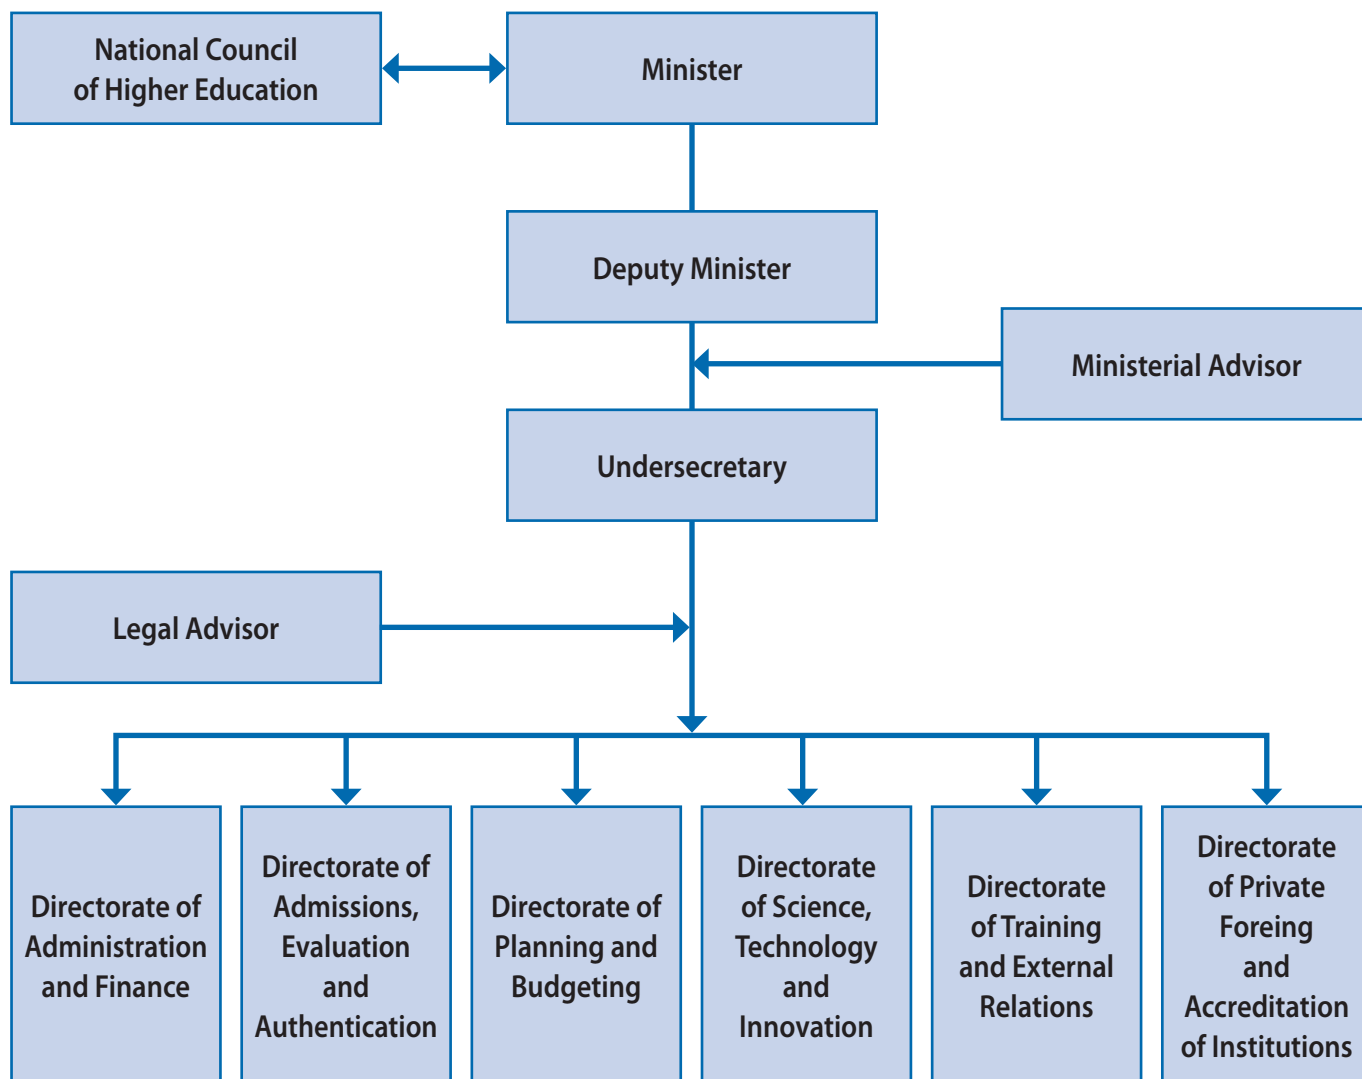 National Council
of Higher Education
Minister
Deputy Minister
Ministerial Advisor
Undersecretary
Legal Advisor
Directorate of
Administration
and Finance
Directorate of
Admissions,
Evaluation
and
Authentication
Directorate of
Planning and
Budgeting
Directorate
of Science,
Technology
and
Innovation
Directorate
of Training
and External
Relations
Directorate
of Private
Foreing
and
Accreditation
of Institutions